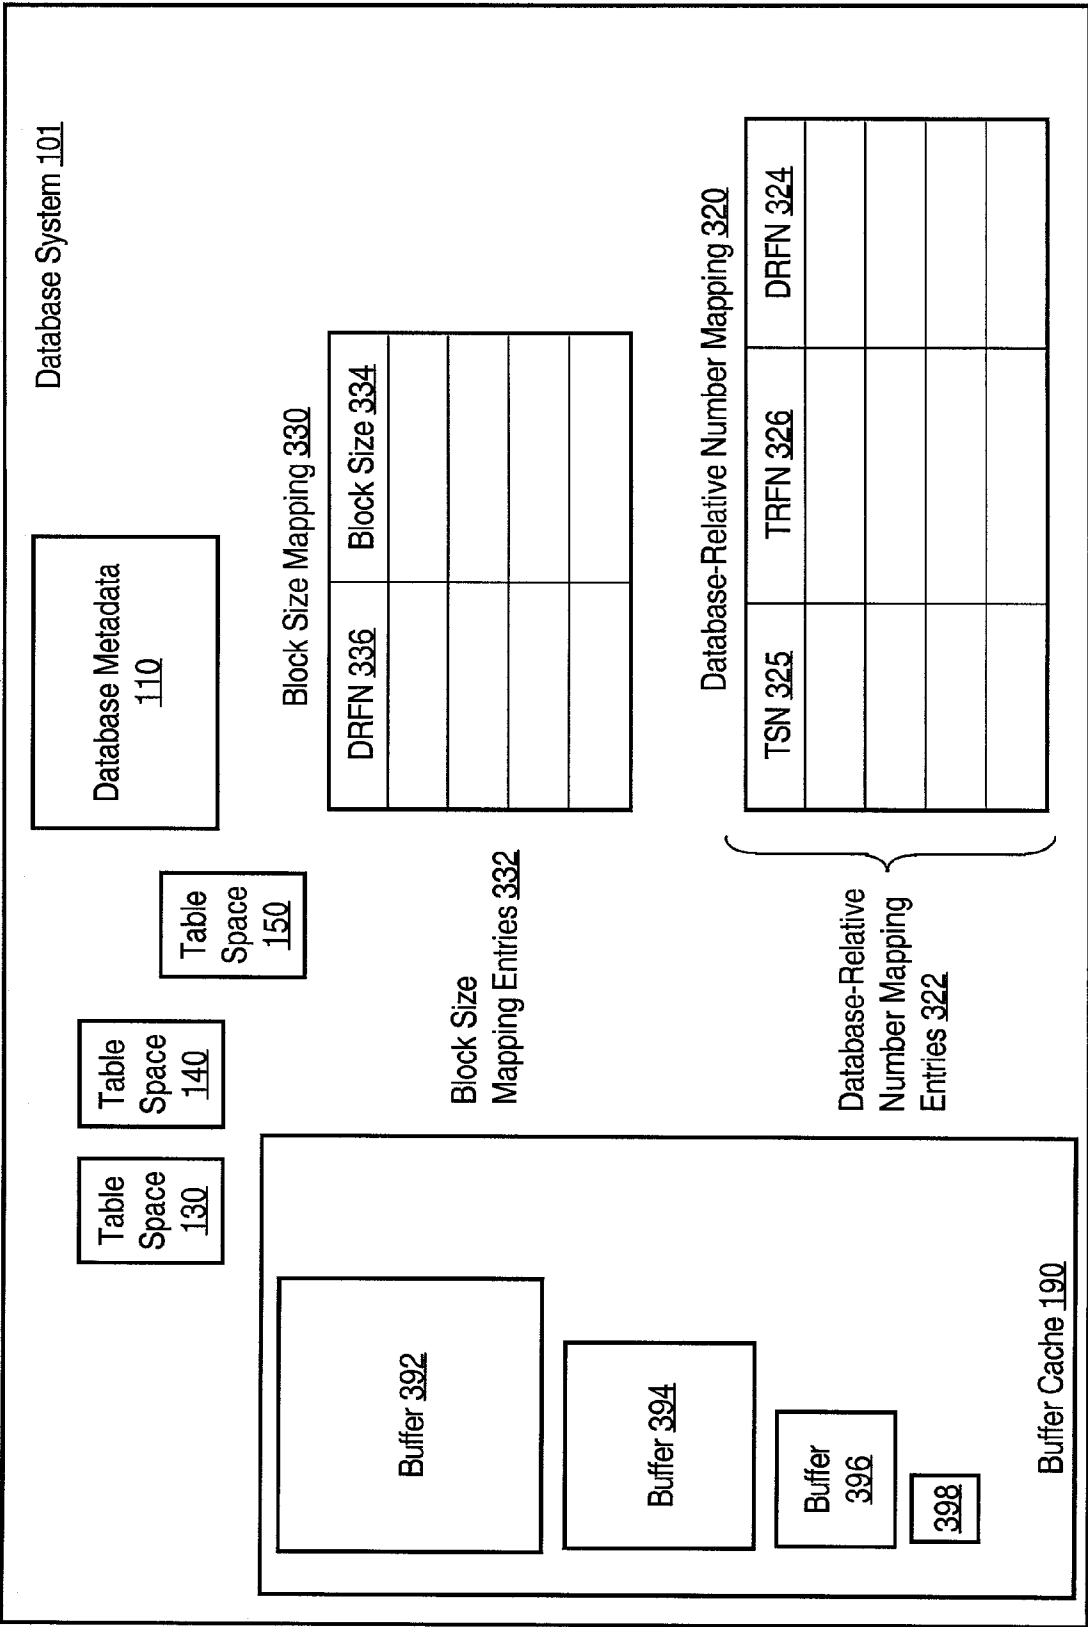 Database System 101
Database Metadata
110
Table
Space
130
Table
Space
140
Table
Space
150
Block Size Mapping 330
DRFN 336
Block Size 334
Block Size
Mapping Entries 332
Database-Relative Number Mapping 320
TSN 325
TRFN 326
DRFN 324
Database-Relative
Number Mapping
Entries 322
Buffer 392
Buffer 394
Buffer
396
398
Buffer Cache 190